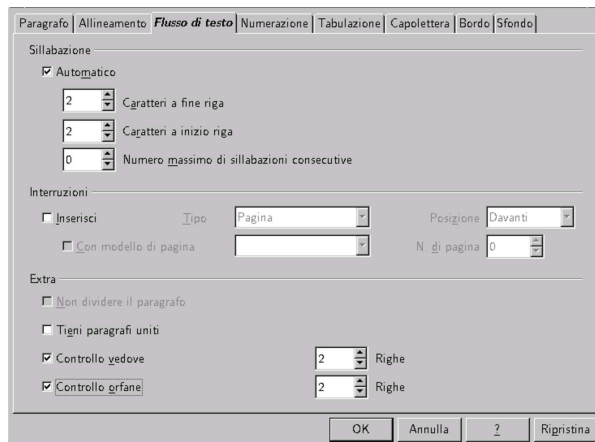 Paragrafo Allineamento Flusso di testo Numerazione Tabulazione Capolettera Bordo Sfondo
Sillabazione
Automatico
2 Caratteri a fine riga
2 Caratteri a inizio riga
0 Numero massimo di sillabazioni consecutive
Interruzioni
Inserisci Tipo Pagina Posizione Davanti
Con modello di pagina N. di pagina 0
Extra
Non dividere il paragrafo
Tieni paragrafi uniti
Controllo vedove 2 Righe
Controllo orfane 2 Righe
OK Annulla ? Ripristina